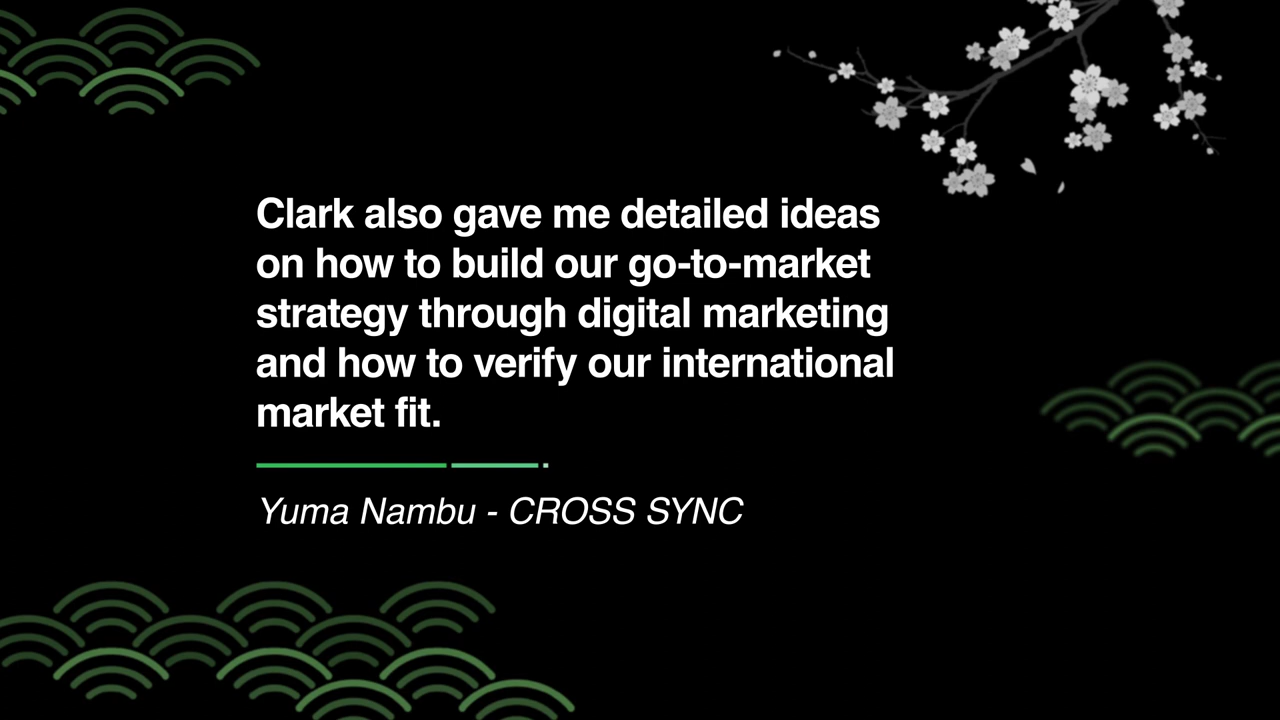 Clark also gave me detailed ideas
on how to build our go-to-market
strategy through digital marketing
and how to verify our international
market fit.
Yuma Nambu - CROSS SYNC